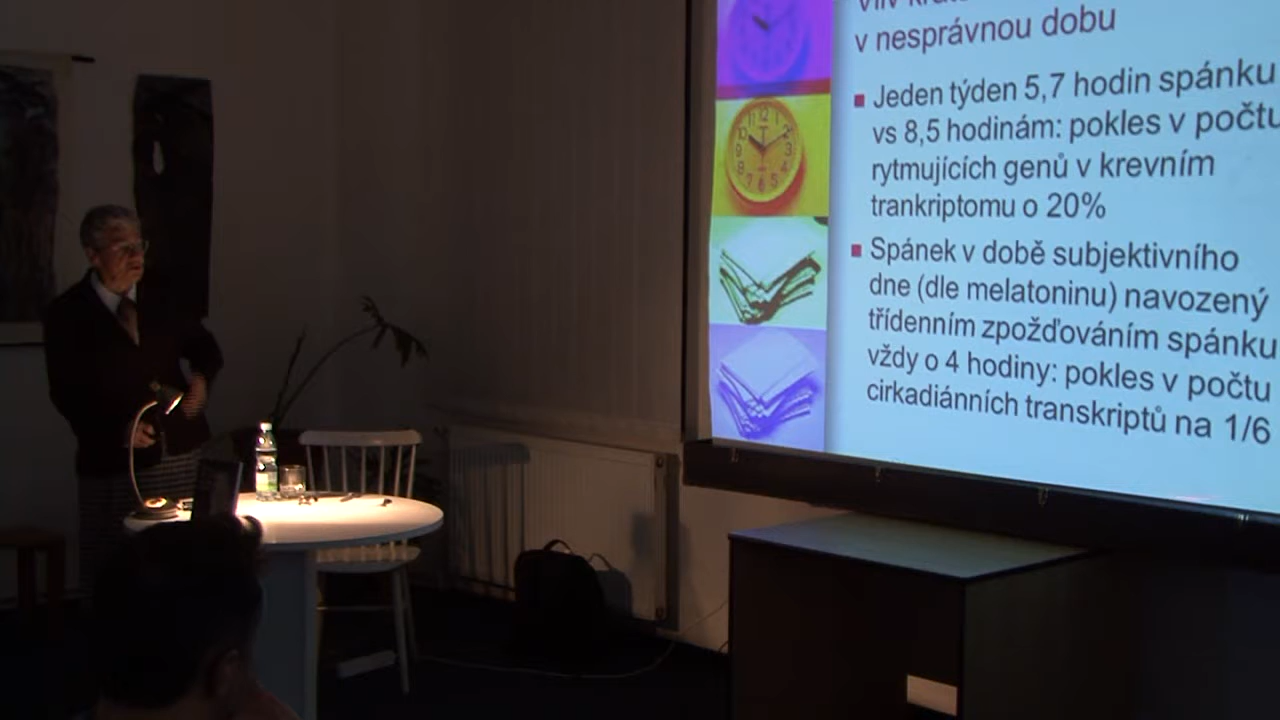 v nesprávnou dobu
Jeden týden 5,7 hodin spánku
vs 8,5 hodinám: pokles v počtu
rytmujících genů v krevním
trankriptomu o 20%
Spánek v době subjektivního
dne (dle melatoninu) navozený
třídenním zpožďováním spánku
vždy o 4 hodiny: pokles v počtu
cirkadiánních transkriptů na 1/6